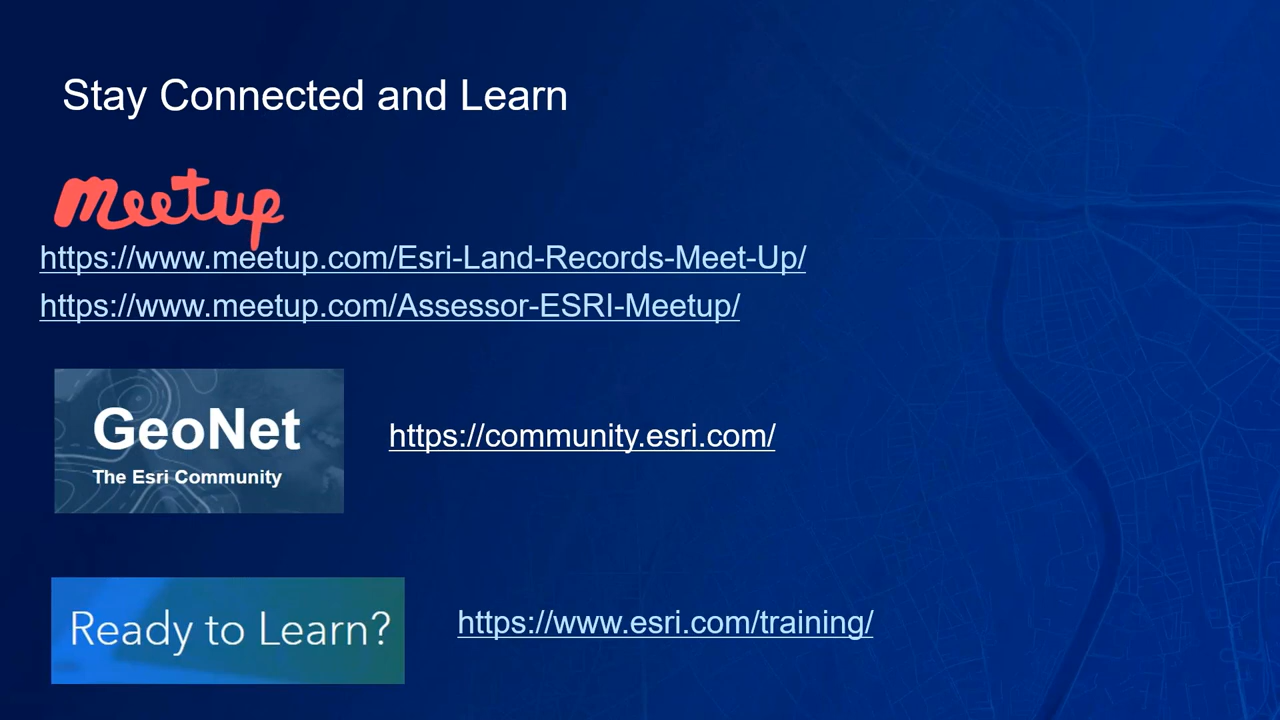 Stay Connected and Learn
meetup
https://www.meetup.com/Esri-Land-Records-Meet-Up/
https://www.meetup.com/Assessor-ESRI-Meetup/
GeoNet
The Esri Community
https://community.esri.com/
Ready to Learn?
https://www.esri.com/training/